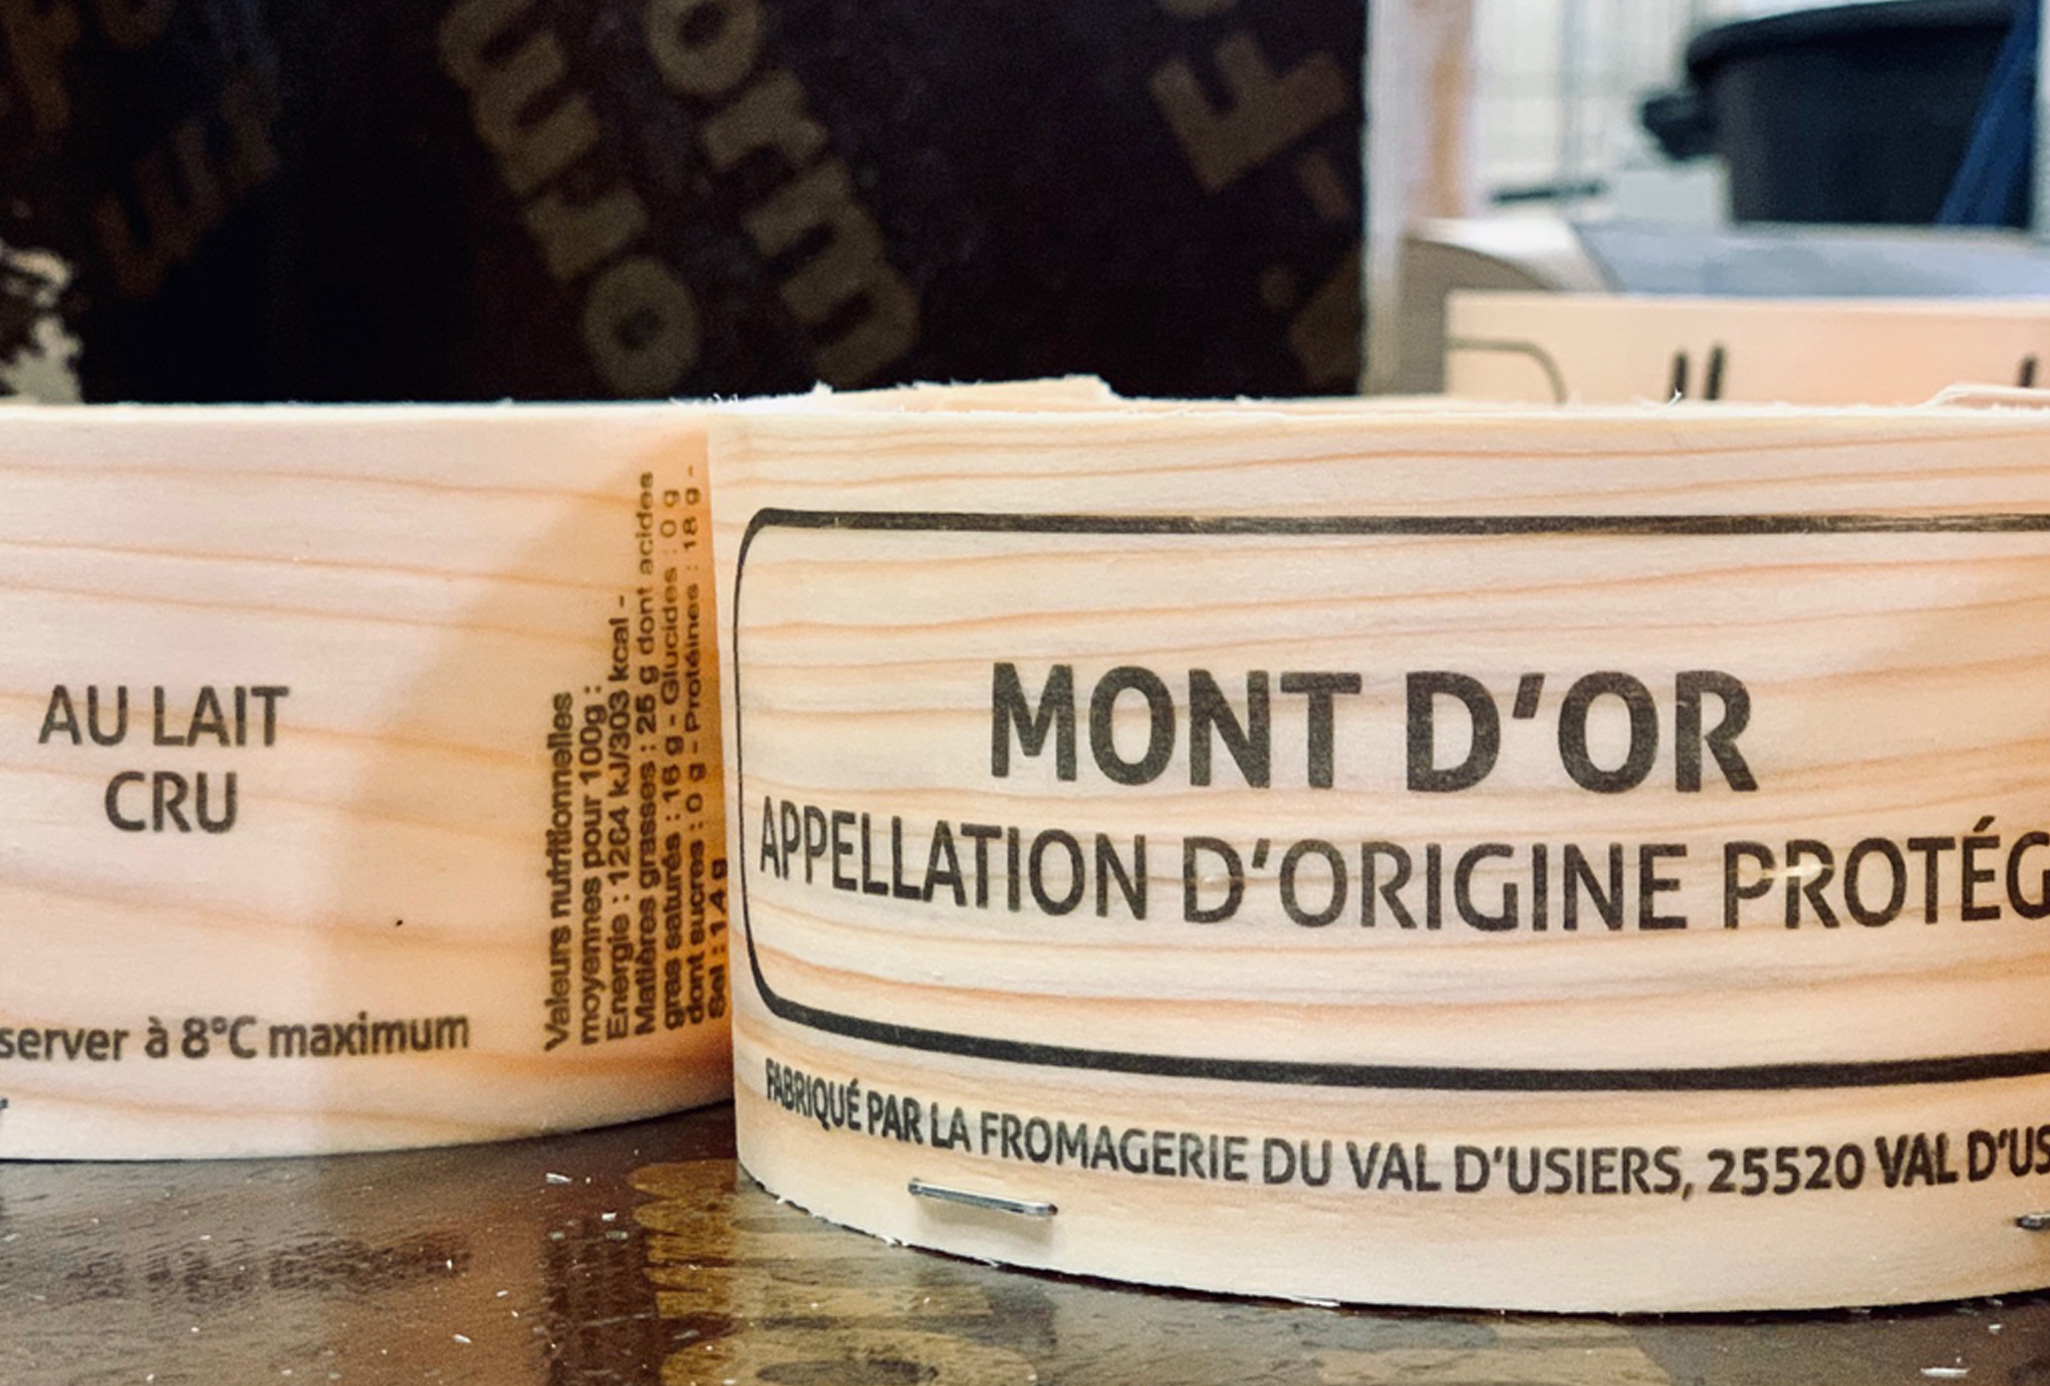 AU LAIT
CRU
server à 8°C maximum
Valeurs nutritionnelles
moyennes pour 100g :
Energie : 1264 kJ/303 kcal -
Matières grasses : 25 g dont acides
gras saturés : 16 g - Glucides : 0 g
dont sucres : 0 g - Protéines : 18 g -
Sel : 1.4 g
MONT D'OR
APPELLATION D'ORIGINE PROTÉG
FABRIQUÉ PAR LA FROMAGERIE DU VAL D'USIERS, 25520 VAL D'US